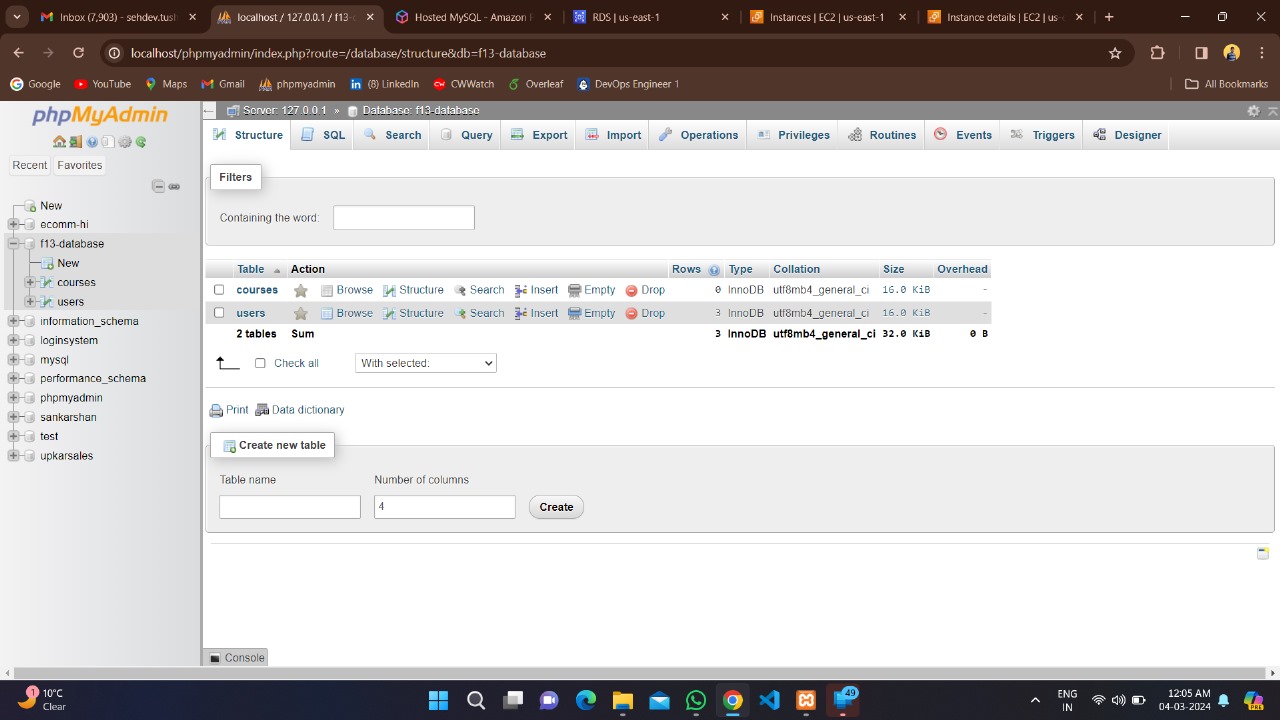 Inbox (7,903) - sehdev.tush
localhost / 127.0.0.1 / f13-
Hosted MySQL - Amazon
RDS | us-east-1
Instances | EC2 | us-east-1
Instance details | EC2 | us-
localhost/phpmyadmin/index.php?route=/database/structure&db=f13-database
Google YouTube Maps Gmail phpmyadmin (8) LinkedIn CWWatch Overleaf DevOps Engineer 1 All Bookmarks
phpMyAdmin
Recent Favorites
New
ecomm-hi
f13-database
New
courses
users
information_schema
loginsystem
mysql
performance_schema
phpmyadmin
sankarshan
test
upkarsales
Server: 127.0.0.1 » Database: f13-database
Structure SQL Search Query Export Import Operations Privileges Routines Events Triggers Designer
Filters
Containing the word:
Table Action Rows Type Collation Size Overhead
courses Browse Structure Search Insert Empty Drop 0 InnoDB utf8mb4_general_ci 16.0 KiB -
users Browse Structure Search Insert Empty Drop 3 InnoDB utf8mb4_general_ci 16.0 KiB -
2 tables Sum 3 InnoDB utf8mb4_general_ci 32.0 KiB 0 B
Check all With selected:
Print Data dictionary
Create new table
Table name Number of columns
4 Create
Console
1 10°C
Clear
49
ENG
IN
12:05 AM
04-03-2024